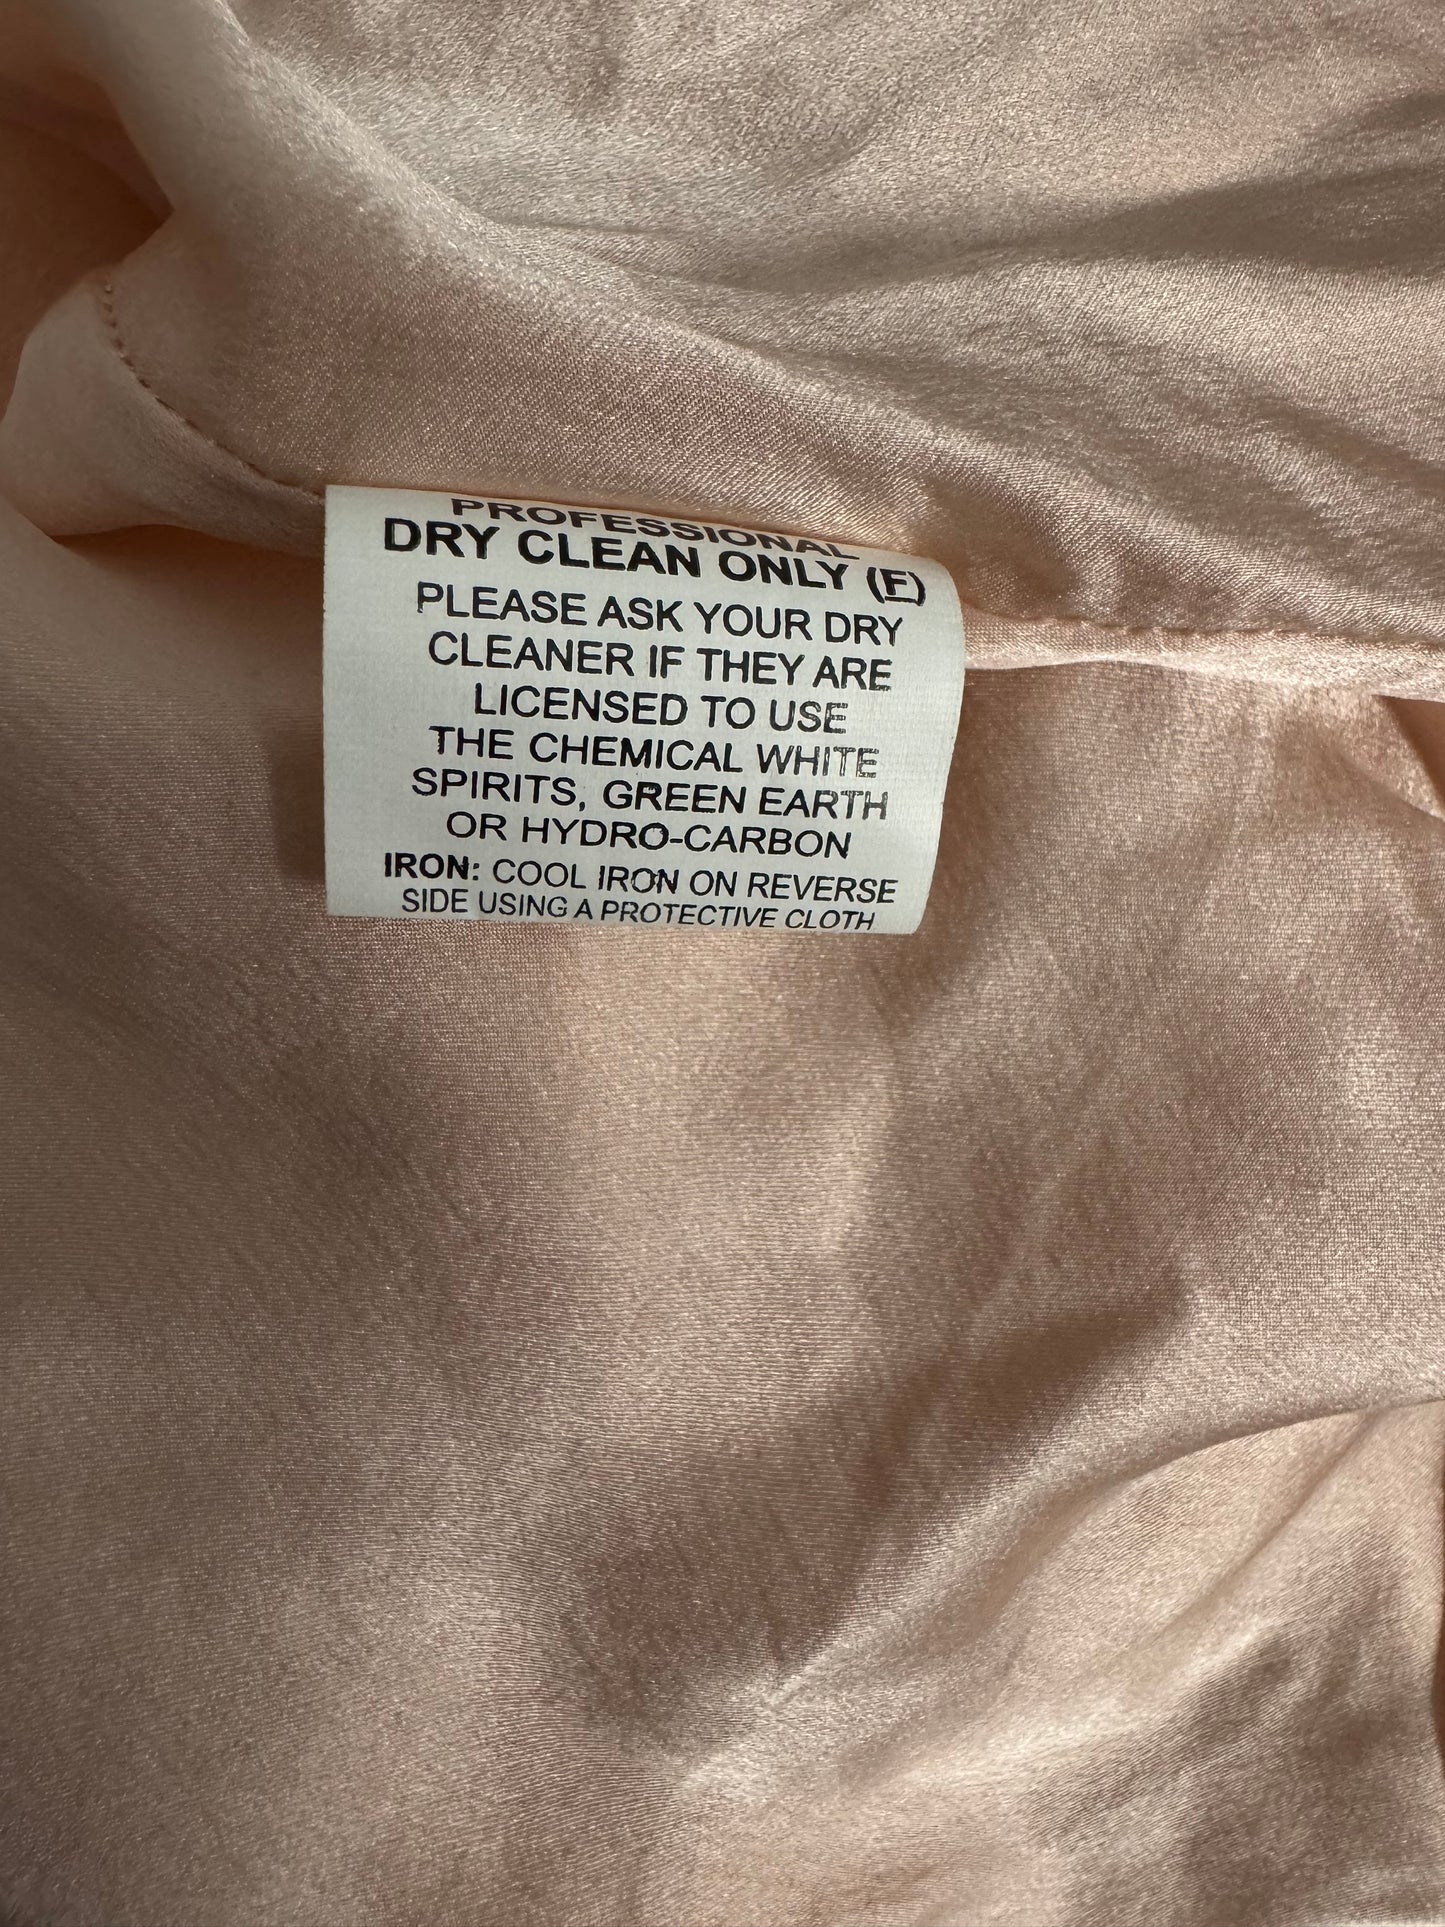 PROFESSIONAL
DRY CLEAN ONLY (F)
PLEASE ASK YOUR DRY
CLEANER IF THEY ARE
LICENSED TO USE
THE CHEMICAL WHITE
SPIRITS, GREEN EARTH
OR HYDRO-CARBON
IRON: COOL IRON ON REVERSE
SIDE USING A PROTECTIVE CLOTH